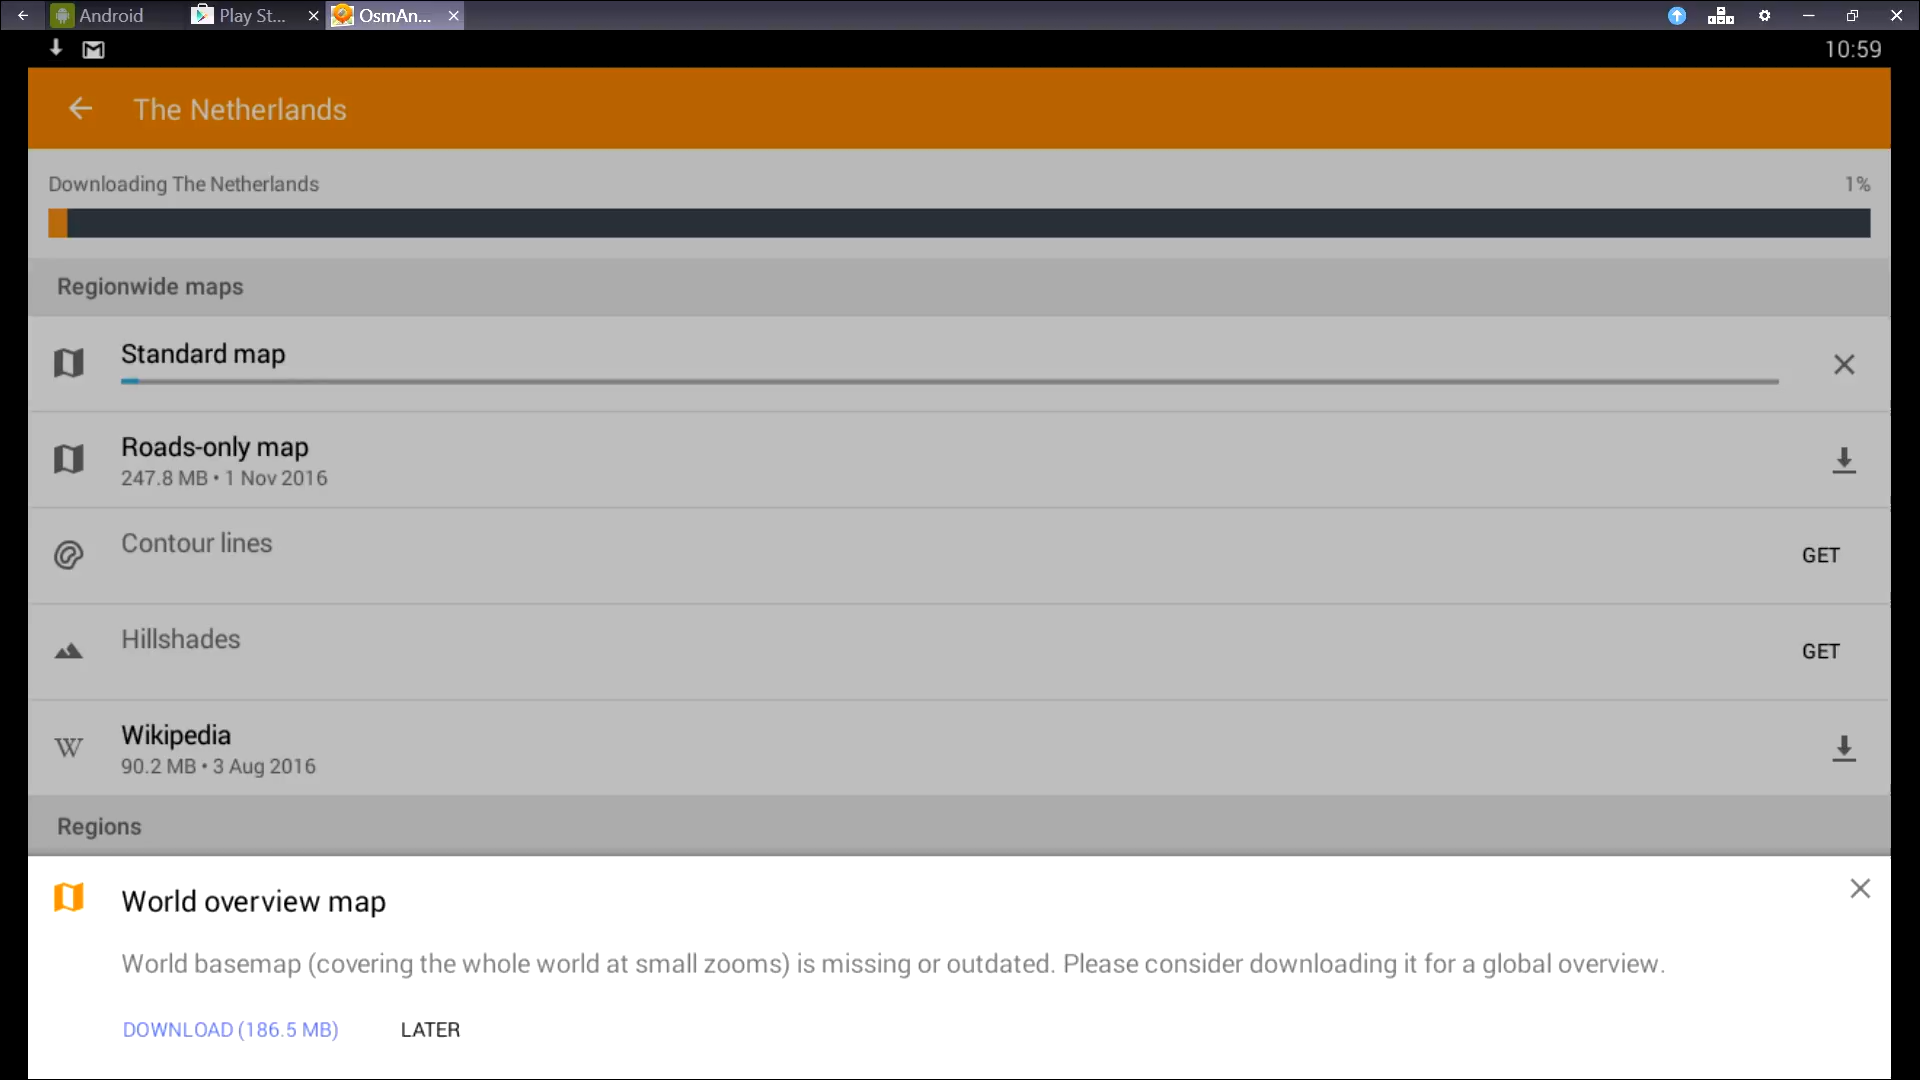 Android
Play St...
OsmAn...
10:59
The Netherlands
Downloading The Netherlands
1%
Regionwide maps
Standard map
Roads-only map
247.8 MB • 1 Nov 2016
Contour lines
GET
Hillshades
GET
W
Wikipedia
90.2 MB • 3 Aug 2016
Regions
World overview map
World basemap (covering the whole world at small zooms) is missing or outdated. Please consider downloading it for a global overview.
DOWNLOAD (186.5 MB)
LATER